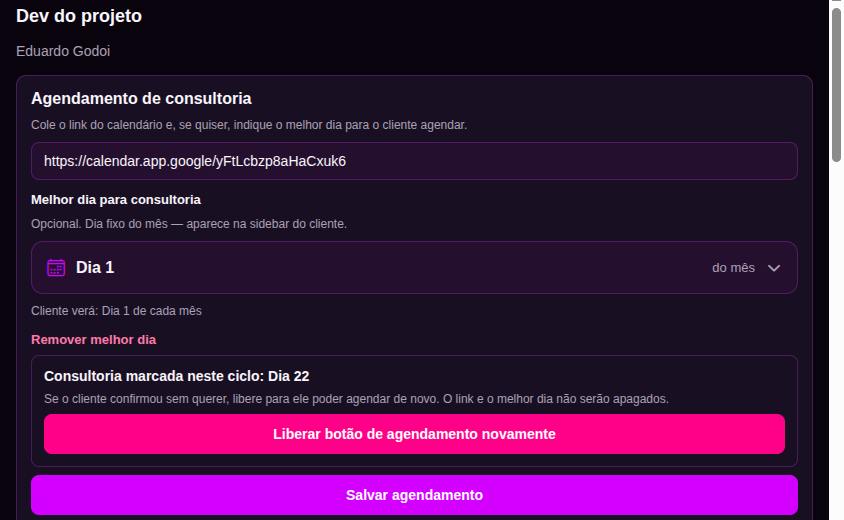 Dev do projeto
Eduardo Godoi
Agendamento de consultoria
Cole o link do calendário e, se quiser, indique o melhor dia para o cliente agendar.
https://calendar.app.google/yFtLcbzp8aHaCxuk6
Melhor dia para consultoria
Opcional. Dia fixo do mês — aparece na sidebar do cliente.
Dia 1 do mês
Cliente verá: Dia 1 de cada mês
Remover melhor dia
Consultoria marcada neste ciclo: Dia 22
Se o cliente confirmou sem querer, libere para ele poder agendar de novo. O link e o melhor dia não serão apagados.
Liberar botão de agendamento novamente
Salvar agendamento